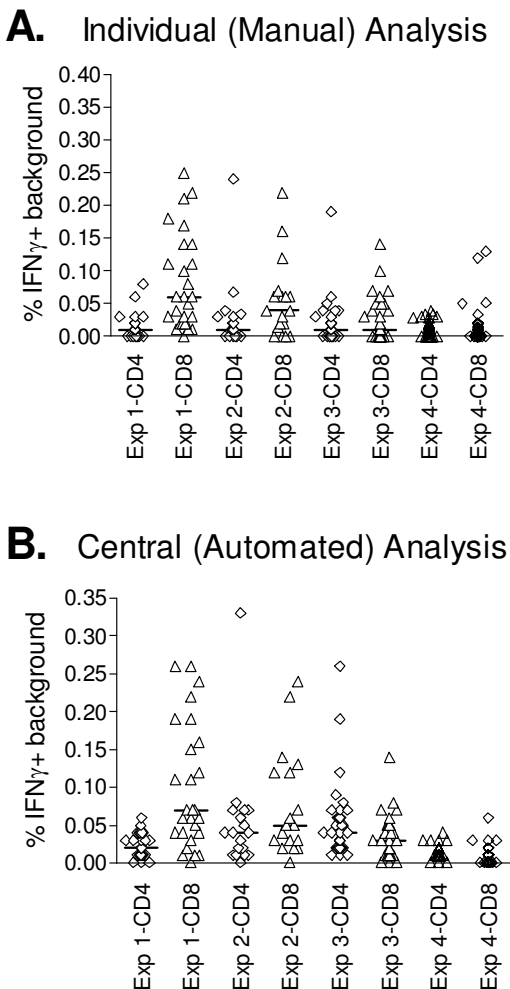 A. Individual (Manual) Analysis
% IFNγ+ background
0.40
0.35
0.30
0.25
0.20
0.15
0.10
0.05
0.00
Exp 1-CD4
Exp 1-CD8
Exp 2-CD4
Exp 2-CD8
Exp 3-CD4
Exp 3-CD8
Exp 4-CD4
Exp 4-CD8
B. Central (Automated) Analysis
% IFNγ+ background
0.35
0.30
0.25
0.20
0.15
0.10
0.05
0.00
Exp 1-CD4
Exp 1-CD8
Exp 2-CD4
Exp 2-CD8
Exp 3-CD4
Exp 3-CD8
Exp 4-CD4
Exp 4-CD8